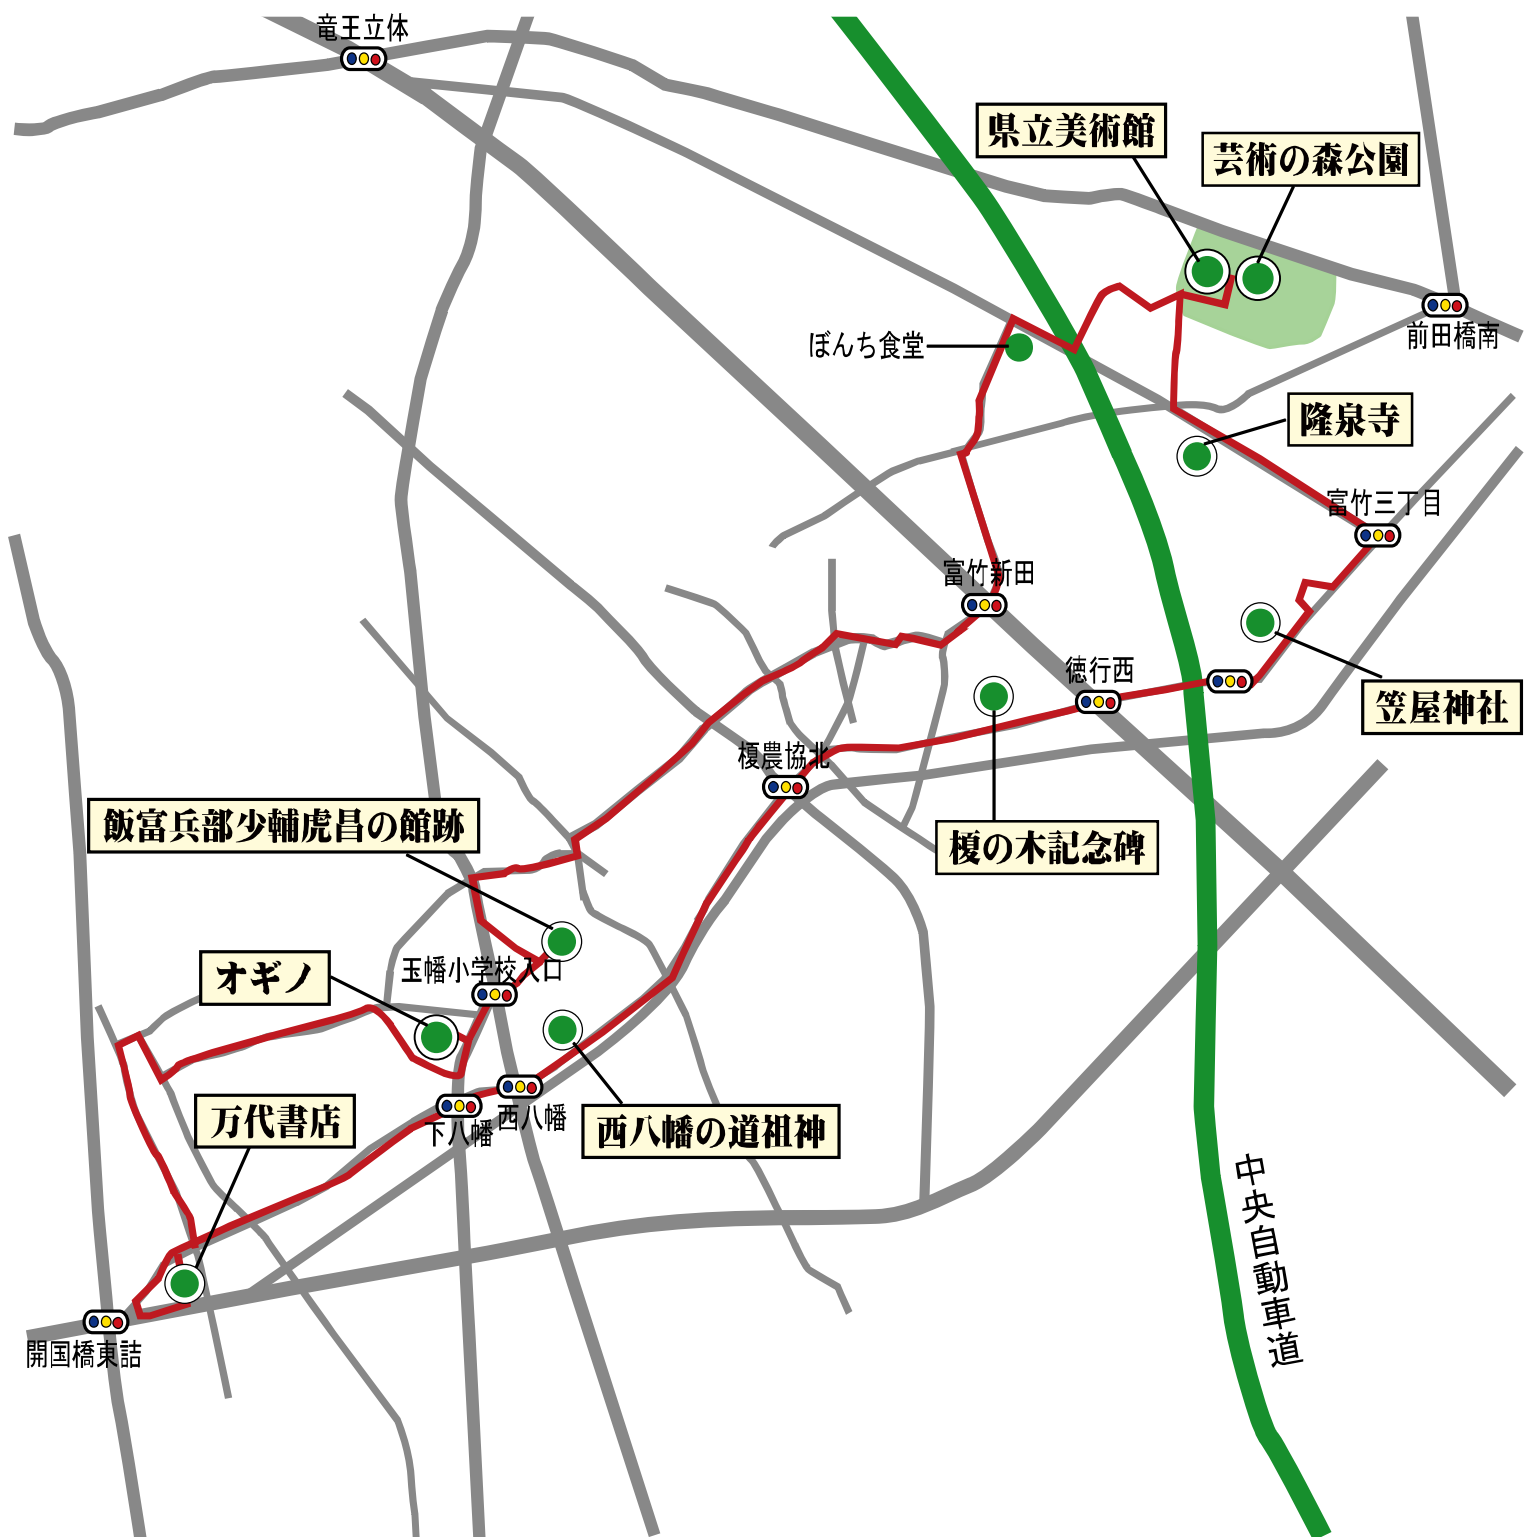 竜王立体
県立美術館
芸術の森公園
前田橋南
ぼんち食堂
隆泉寺
富竹三丁目
富竹新田
徳行西
笠屋神社
榎農協北
飯富兵部少輔虎昌の館跡
榎の木記念碑
オギノ
玉幡小学校入口
万代書店
下八幡
西八幡
西八幡の道祖神
中央自動車道
開国橋東詰